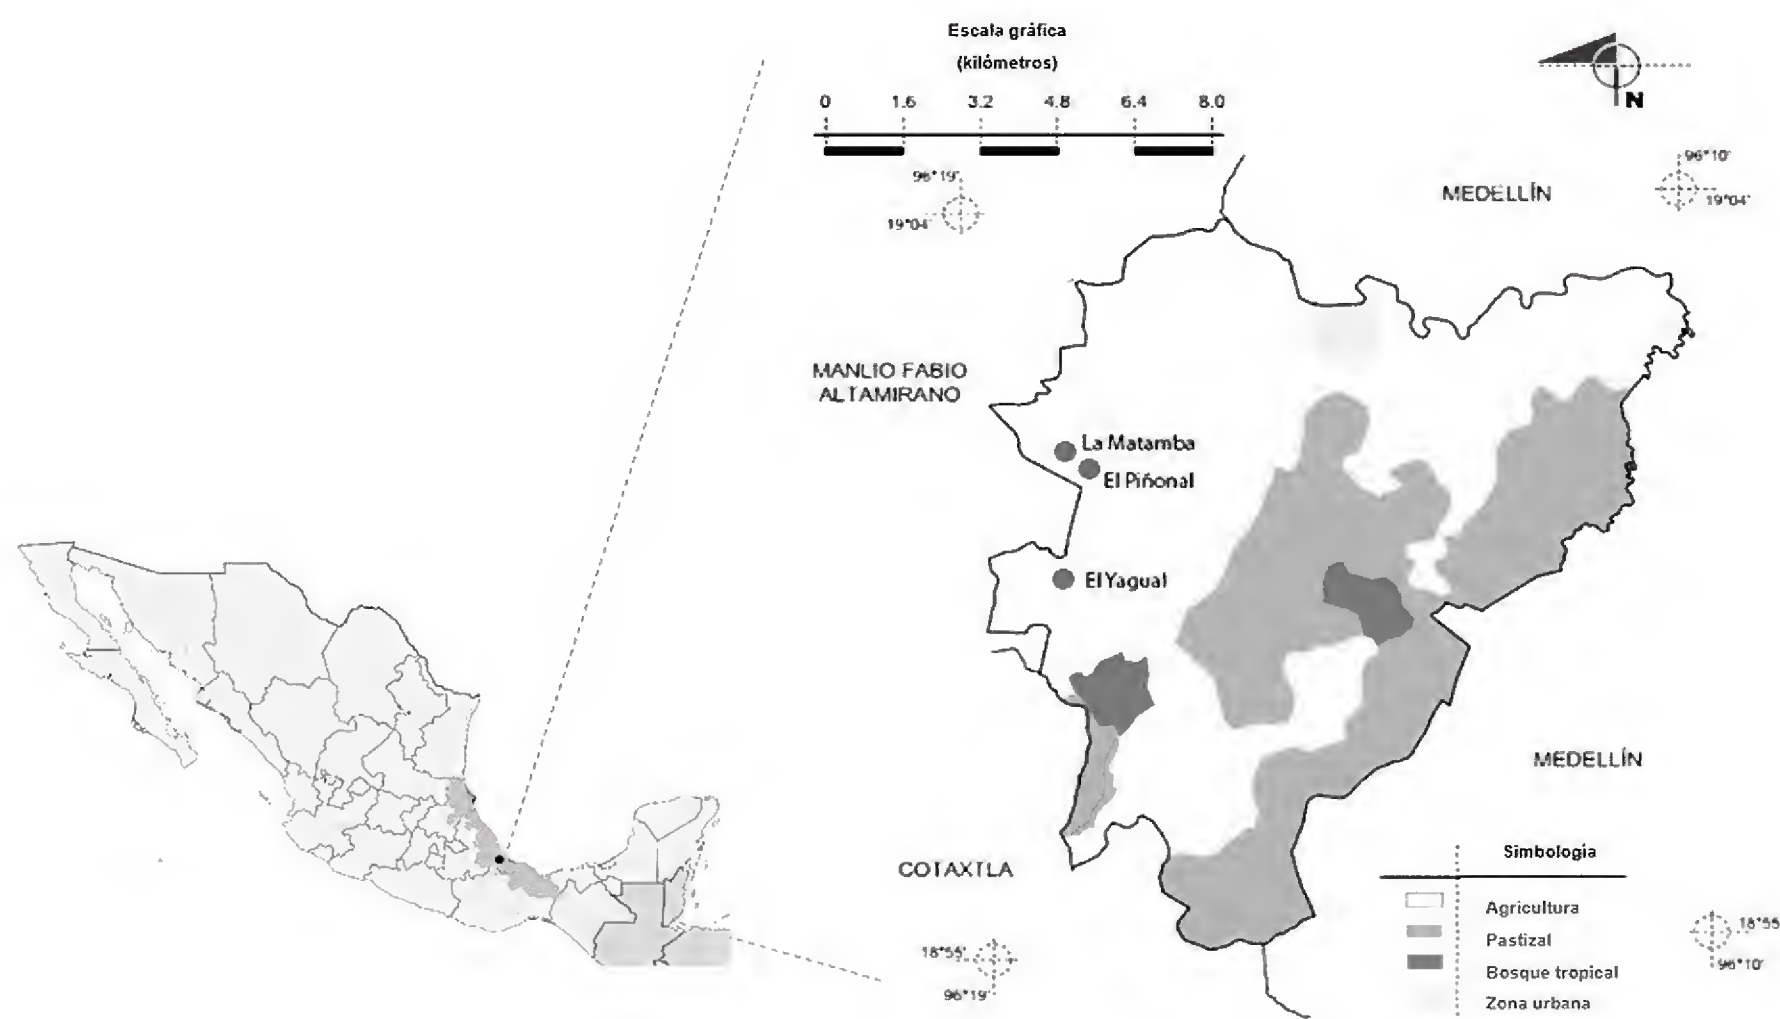 Escala gráfica
(kilómetros)
0 1.6 3.2 4.8 6.4 8.0
N
96°19'
19°04'
96°10'
19°04'
MEDELLÍN
MANLIO FABIO
ALTAMIRANO
La Matamba
El Piñonal
El Yagual
MEDELLÍN
COTAXTLA
18°55'
96°19'
Simbologia
Agricultura
Pastizal
Bosque tropical
Zona urbana
18°55'
96°10'